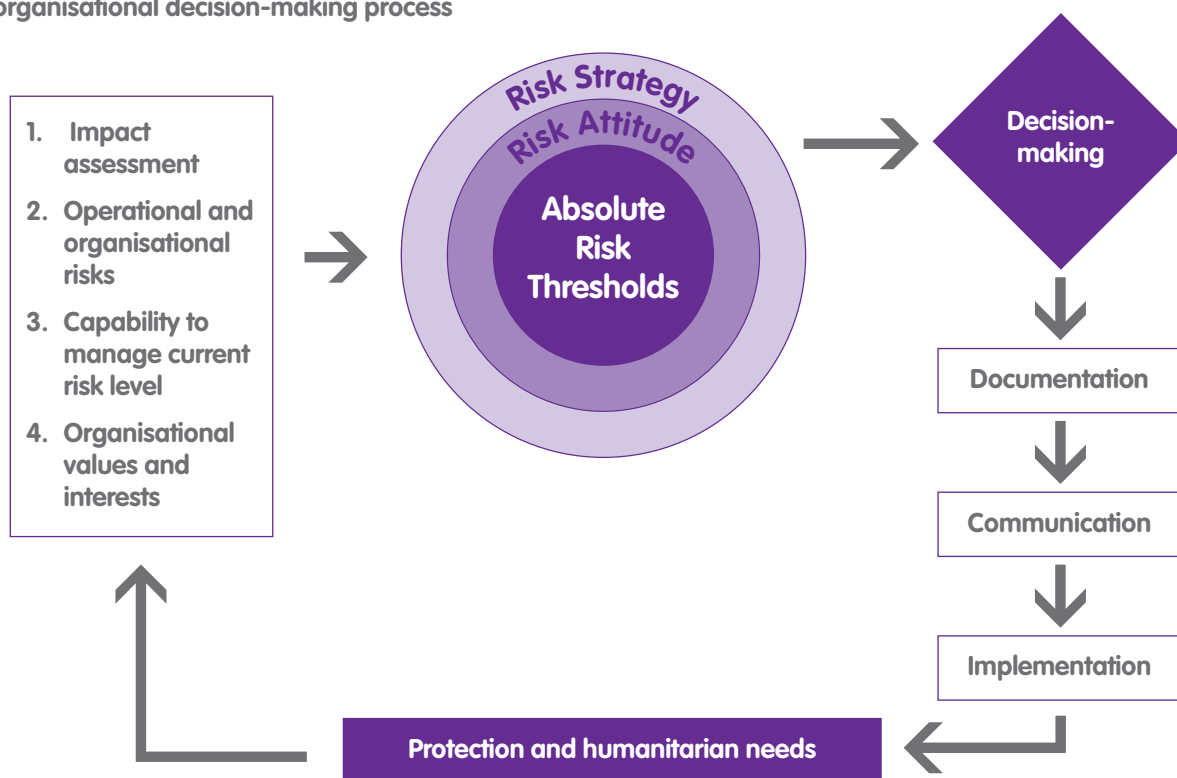 organisational decision-making process
1. Impact
assessment
2. Operational and
organisational
risks
3. Capability to
manage current
risk level
4. Organisational
values and
interests
Risk Strategy
Risk Attitude
Absolute
Risk
Thresholds
Decision-
making
Documentation
Communication
Implementation
Protection and humanitarian needs